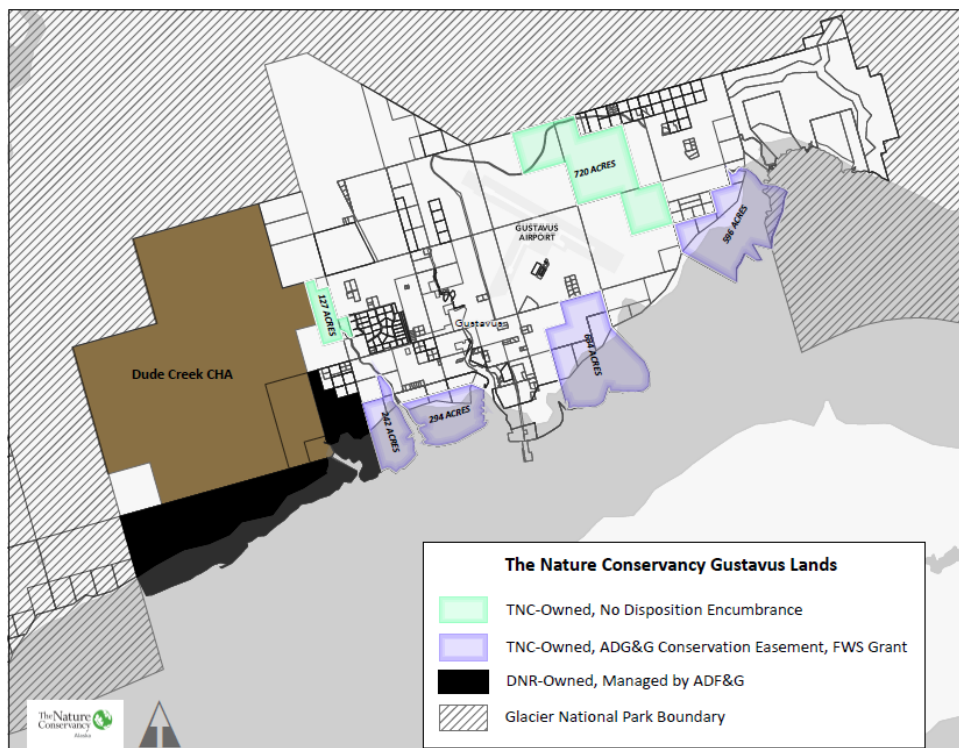 720 ACRES
596 ACRES
GUSTAVUS
AIRPORT
127 ACRES
Gustavus
Dude Creek CHA
242 ACRES
294 ACRES
ACRES
The Nature Conservancy Gustavus Lands
TNC-Owned, No Disposition Encumbrance
TNC-Owned, ADG&G Conservation Easement, FWS Grant
DNR-Owned, Managed by ADF&G
Glacier National Park Boundary
The Nature
Conservancy
Alaska